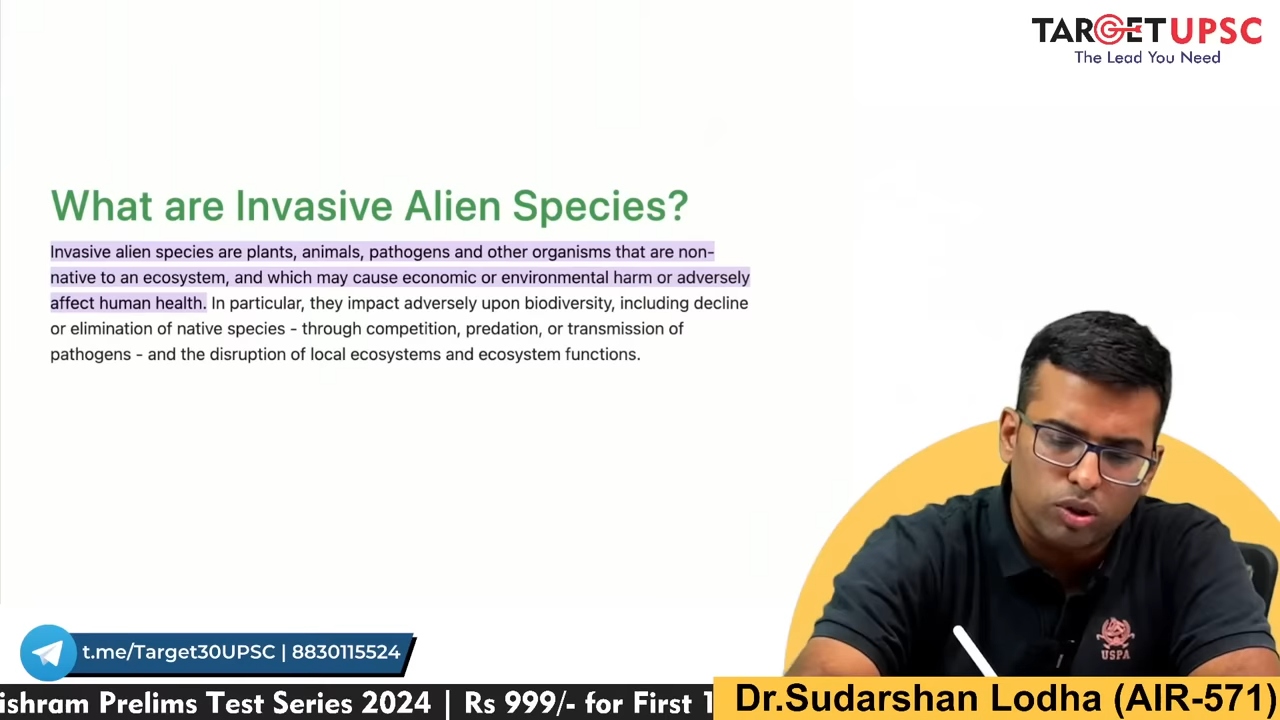 TARGET UPSC
The Lead You Need
What are Invasive Alien Species?
Invasive alien species are plants, animals, pathogens and other organisms that are non-
native to an ecosystem, and which may cause economic or environmental harm or adversely
affect human health. In particular, they impact adversely upon biodiversity, including decline
or elimination of native species - through competition, predation, or transmission of
pathogens - and the disruption of local ecosystems and ecosystem functions.
USPA
t.me/Target30UPSC | 8830115524
ishram Prelims Test Series 2024 | Rs 999/- for First 1
Dr.Sudarshan Lodha (AIR-571)